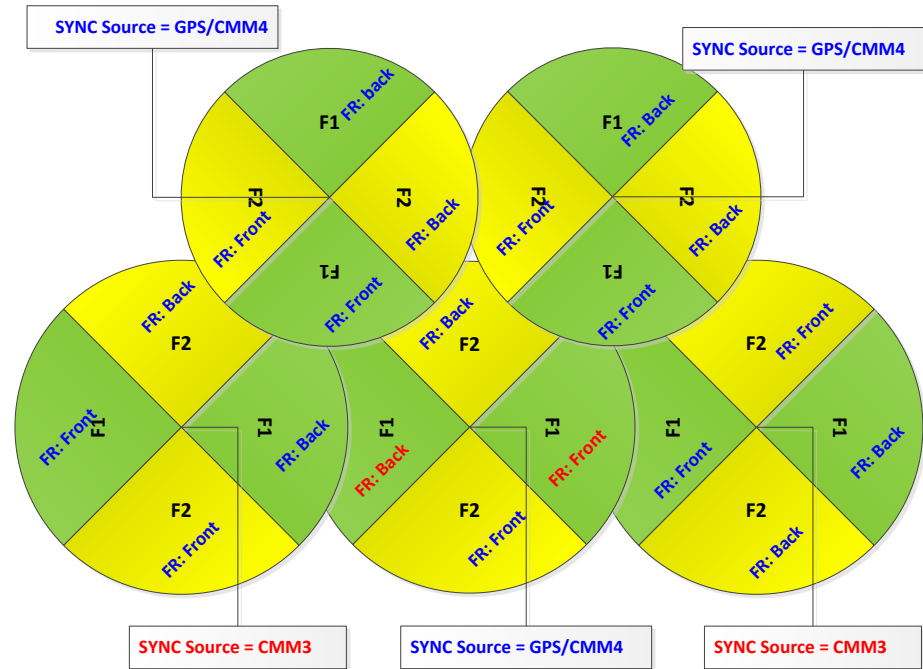 SYNC Source = GPS/CMM4
SYNC Source = GPS/CMM4
F1
FR: back
F2
FR: Front
F2
FR: Back
F1
FR: Front
F1
FR: Back
F2
FR: Front
F2
FR: Back
F1
FR: Front
FR: Back
F2
F1
FR: Front
F1
FR: Back
F2
FR: Front
FR: Back
F2
F1
FR: Back
F1
FR: Front
F2
FR: Front
F2
FR: Front
F1
FR: Front
F1
FR: Back
F2
FR: Back
SYNC Source = CMM3
SYNC Source = GPS/CMM4
SYNC Source = CMM3